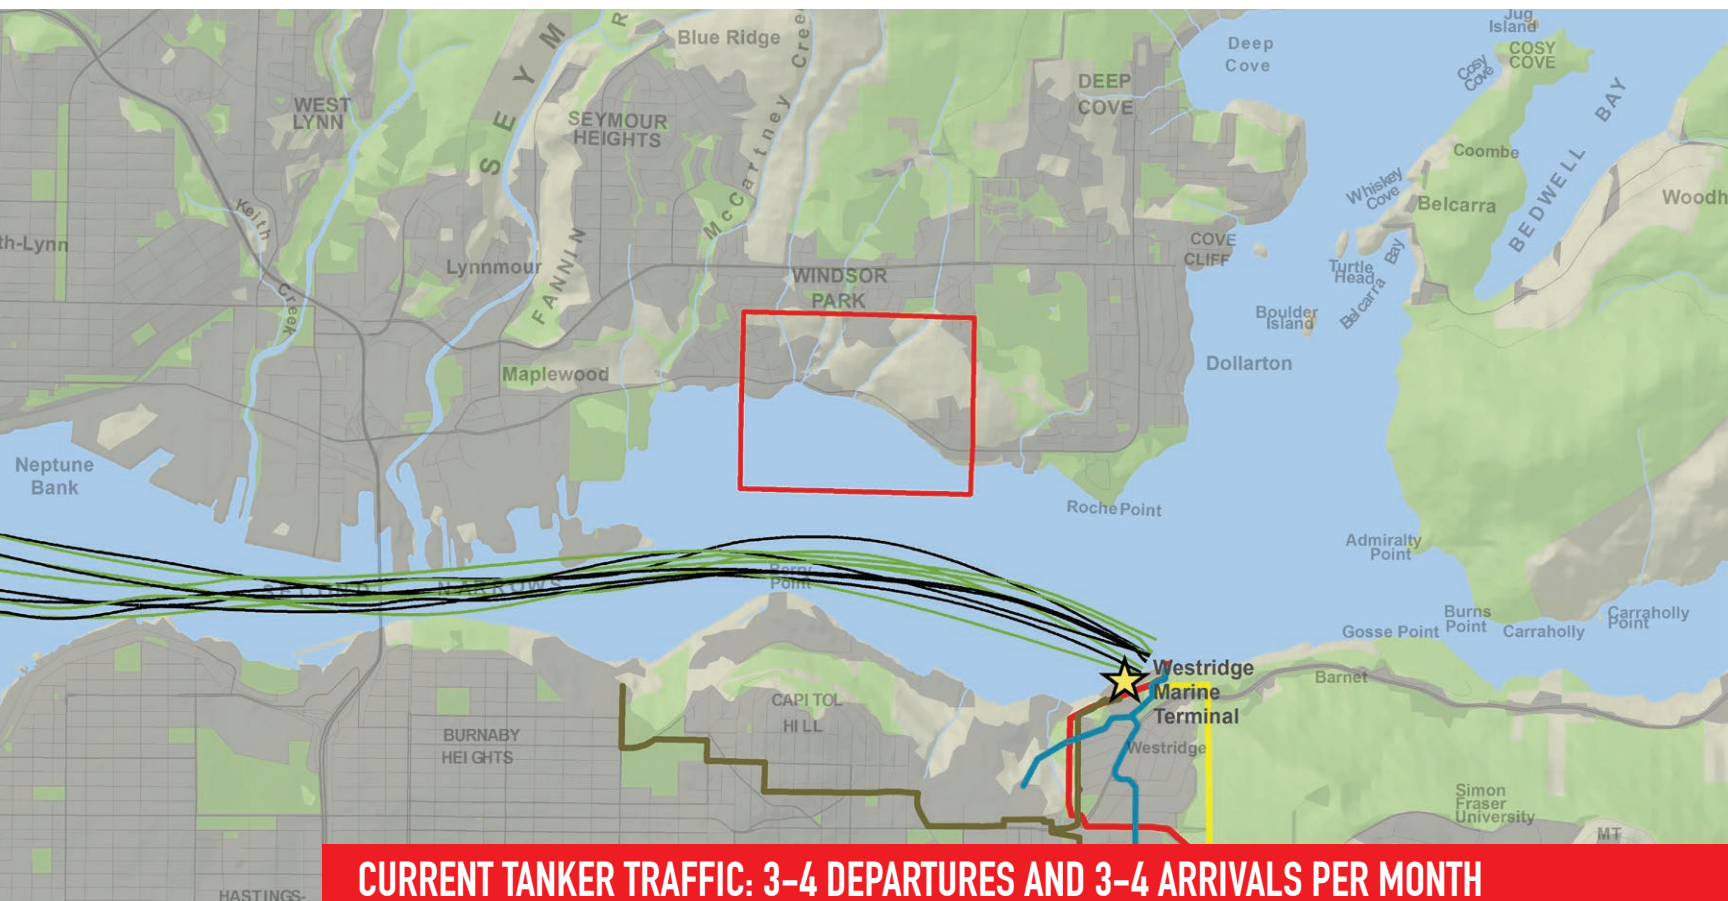 Jug
Island
COSY
COVE
Cosy
Cove
Deep
Cove
DEEP
COVE
Blue Ridge
McCartney Creek
SEYM
R
WEST
LYNN
SEYMOUR
HEIGHTS
BEDWELL BAY
Coombe
Whiskey
Cove
Belcarra
Woodh
Keith
Creek
th-Lynn
Lynnmour
FANNIN
WINDSOR
PARK
COVE
CLIFF
Turtle
Head
Belcarra Bay
Boulder
Island
Dollarton
Maplewood
Neptune
Bank
Roche Point
Admiralty
Point
SECOND NARROWS
Berry
Point
Gosse Point
Burns
Point
Carraholly
Carraholly
Point
Westridge
Marine
Terminal
Barnet
CAPITOL
HILL
BURNABY
HEIGHTS
Westridge
Simon
Fraser
University
MT
HASTINGS-
CURRENT TANKER TRAFFIC: 3-4 DEPARTURES AND 3-4 ARRIVALS PER MONTH